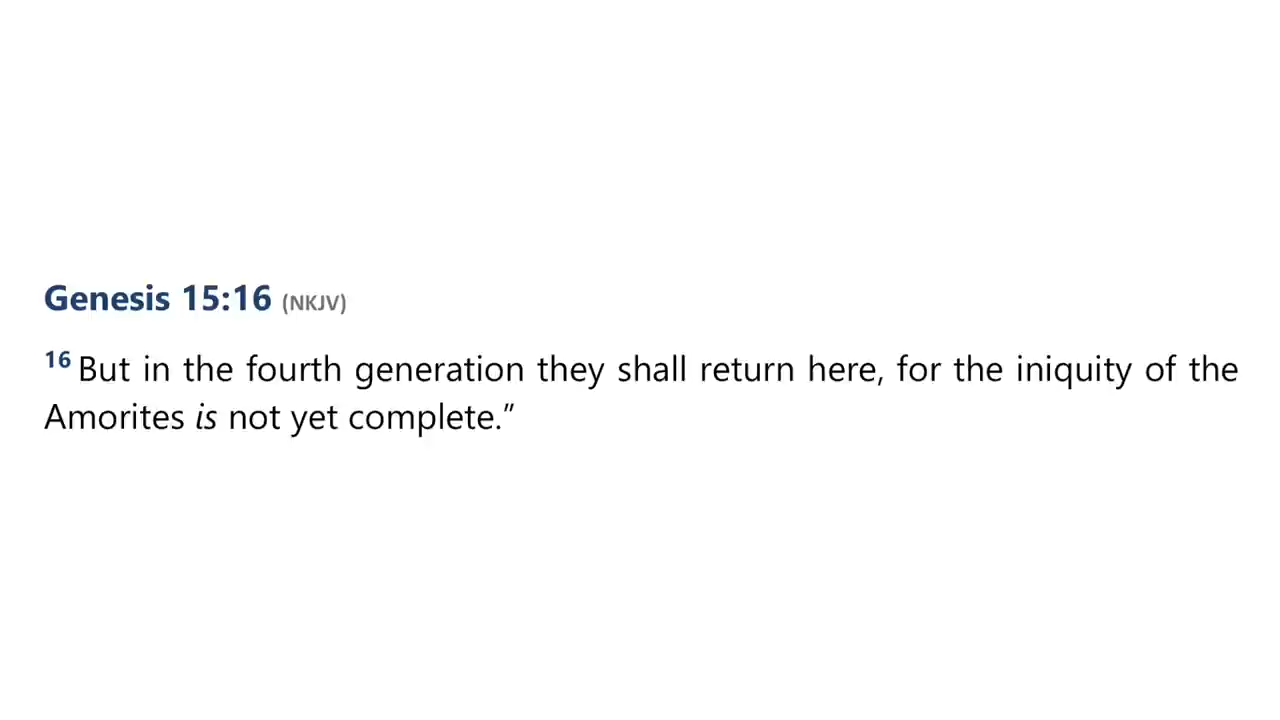 Genesis 15:16 (NKJV)
16 But in the fourth generation they shall return here, for the iniquity of the
Amorites is not yet complete.”